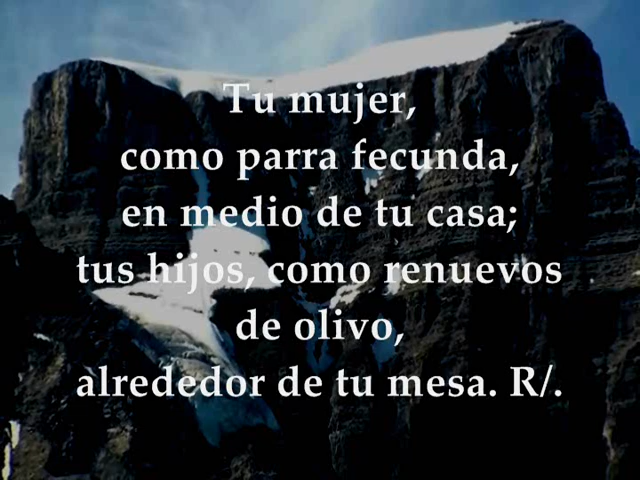 Tu mujer,
como parra fecunda,
en medio de tu casa;
tus hijos, como renuevos
de olivo,
alrededor de tu mesa. R/.